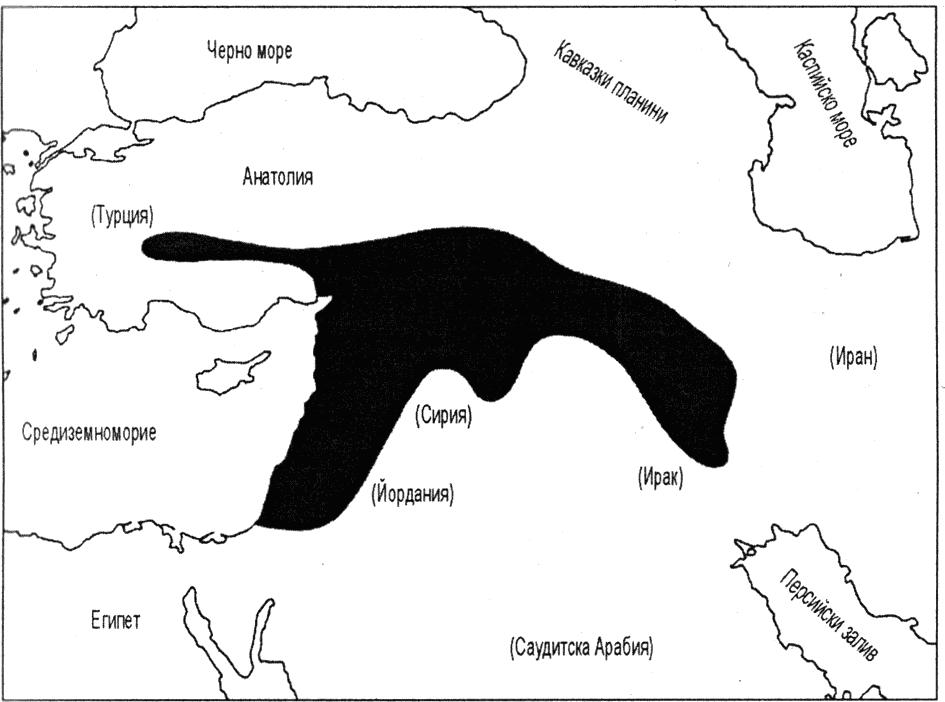 Черно море
Кавказки планини
Каспийско море
Анатолия
(Турция)
(Иран)
(Сирия)
Средиземноморие
(Ирак)
(Йордания)
Персийски залив
Египет
(Саудитска Арабия)